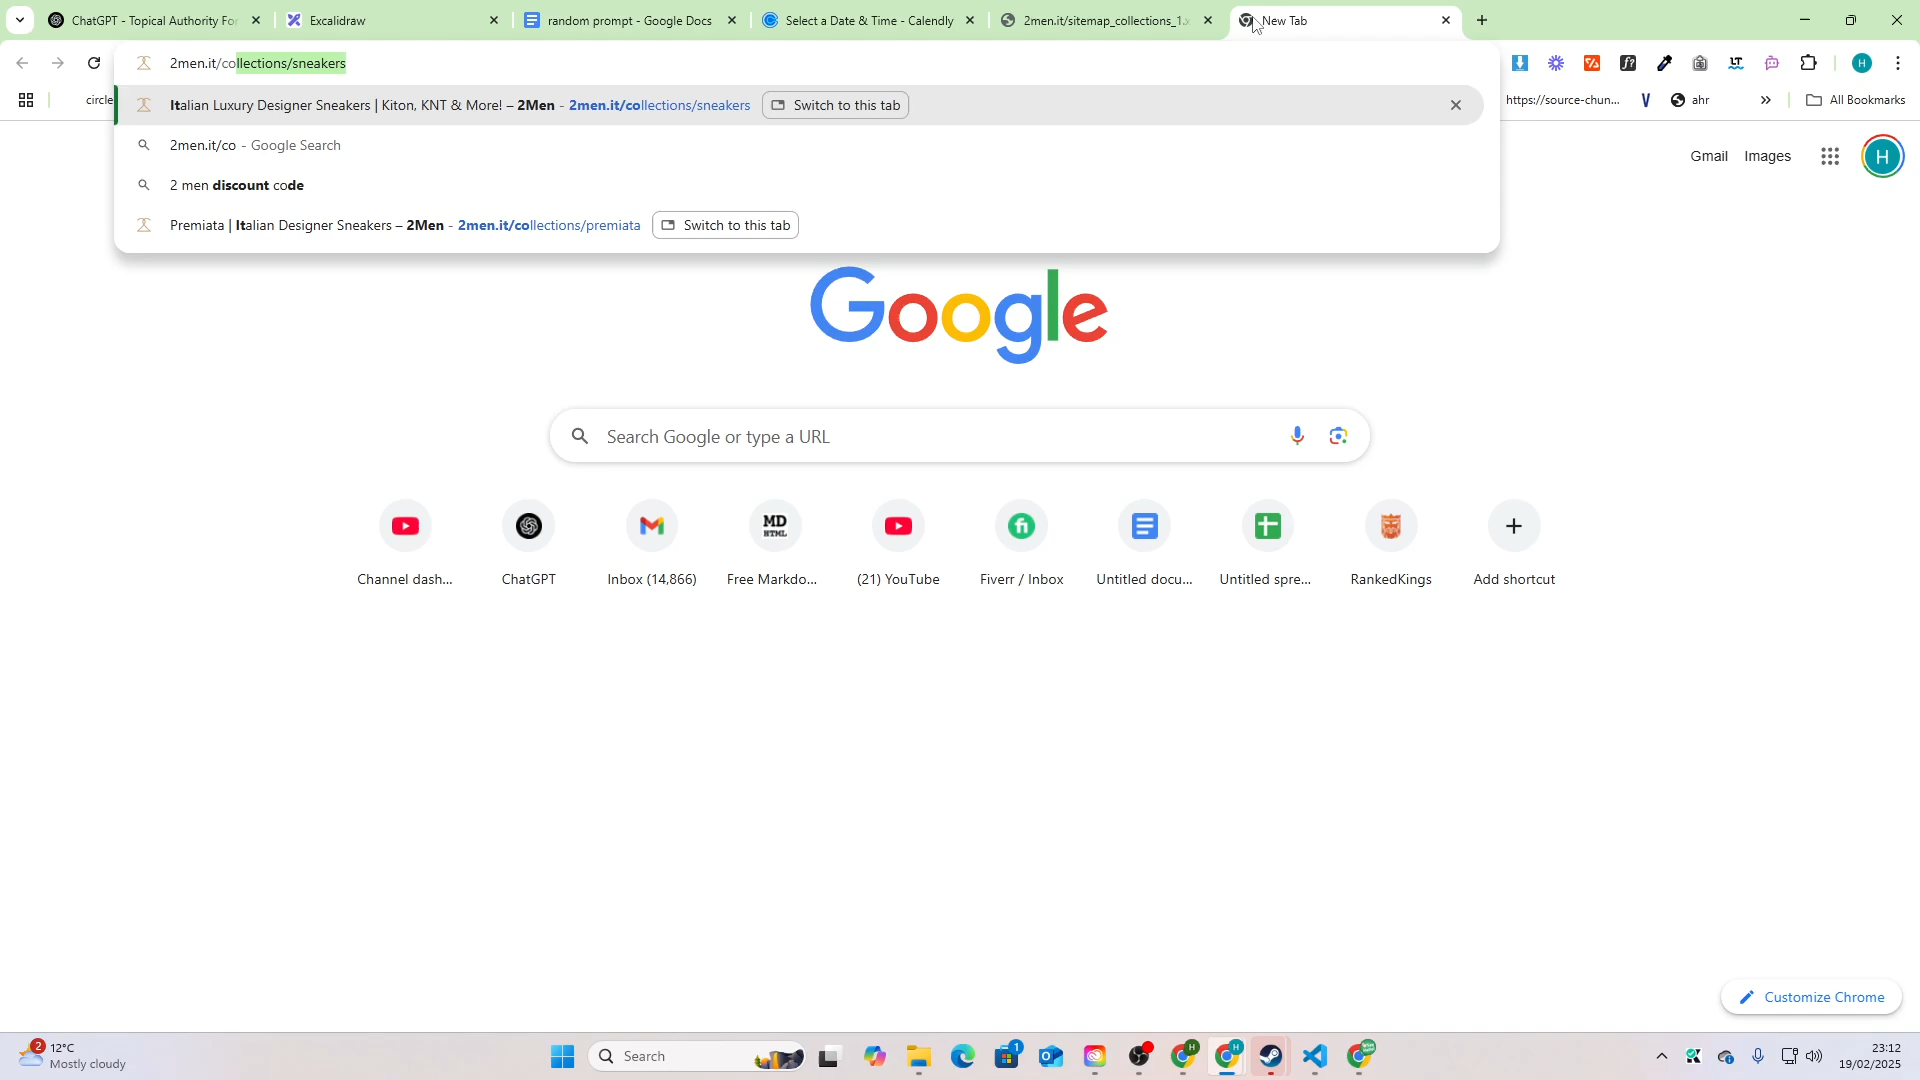 ChatGPT - Topical Authority For
Excalidraw
random prompt - Google Docs
Select a Date & Time - Calendly
2men.it/sitemap_collections_1.x
New Tab
2men.it/collections/sneakers
circle
Italian Luxury Designer Sneakers | Kiton, KNT & More! – 2Men - 2men.it/collections/sneakers
Switch to this tab
https://source-chun...
ahr
All Bookmarks
2men.it/co - Google Search
2 men discount code
Premiata | Italian Designer Sneakers – 2Men - 2men.it/collections/premiata
Switch to this tab
Gmail
Images
H
Google
Search Google or type a URL
Channel dash...
ChatGPT
Inbox (14,866)
Free Markdo...
(21) YouTube
Fiverr / Inbox
Untitled docu...
Untitled spre...
RankedKings
Add shortcut
Customize Chrome
2
12°C
Mostly cloudy
Search
1
23:12
19/02/2025